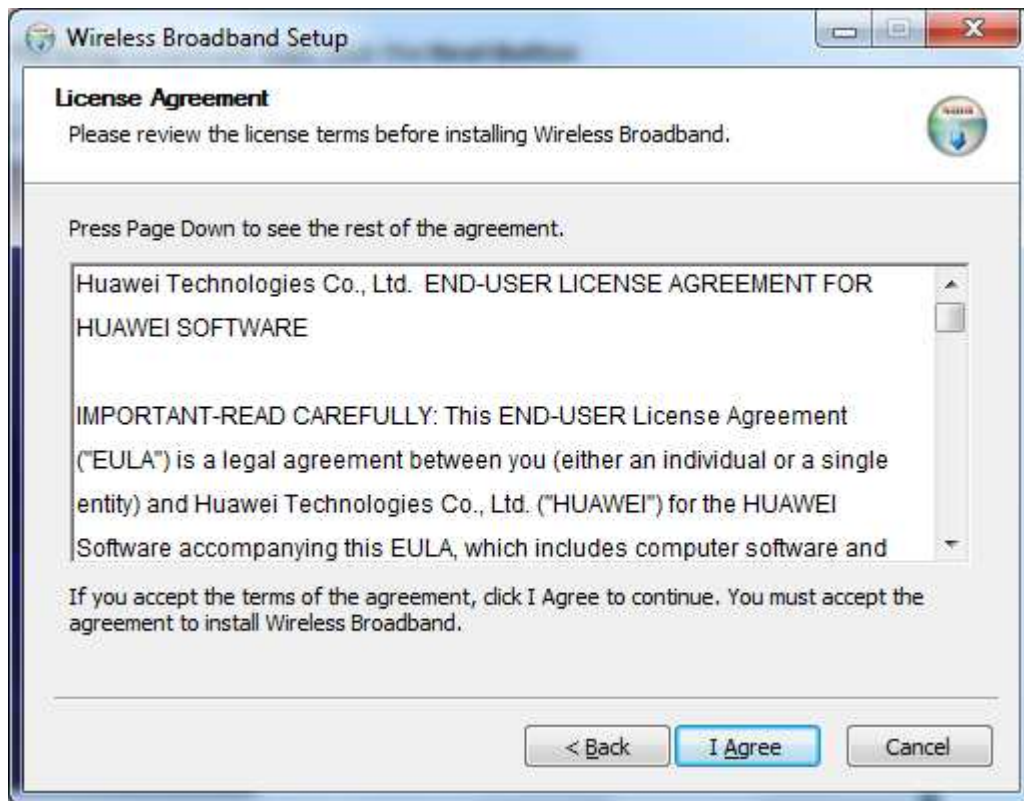 Wireless Broadband Setup
License Agreement
Please review the license terms before installing Wireless Broadband.
Press Page Down to see the rest of the agreement.
Huawei Technologies Co., Ltd.  END-USER LICENSE AGREEMENT FOR
HUAWEI SOFTWARE
IMPORTANT-READ CAREFULLY: This END-USER License Agreement
("EULA") is a legal agreement between you (either an individual or a single
entity) and Huawei Technologies Co., Ltd. ("HUAWEI") for the HUAWEI
Software accompanying this EULA, which includes computer software and
If you accept the terms of the agreement, click I Agree to continue. You must accept the
agreement to install Wireless Broadband.
< Back
I Agree
Cancel